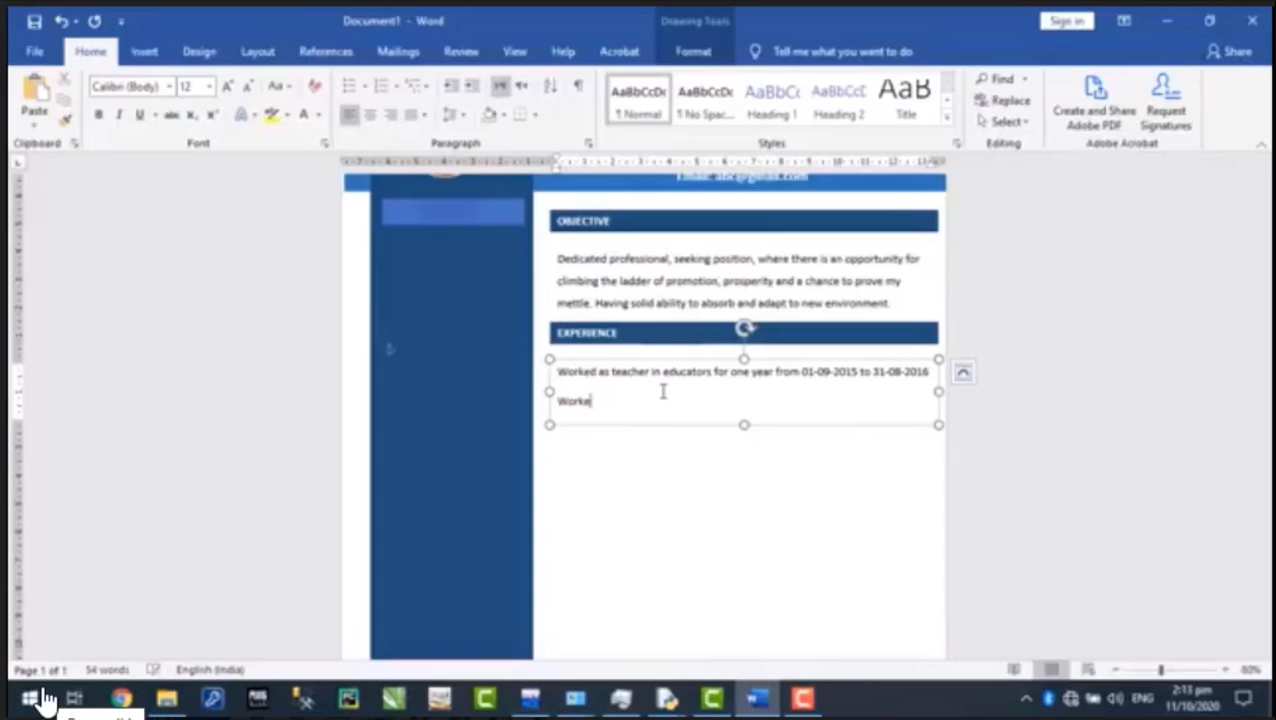 Document1 - Word
Drawing Tools
Sign in
File Home Insert Design Layout References Mailings Review View Help Acrobat Format Tell me what you want to do Share
Paste
Calibri (Body) 12
AaBbCcDc AaBbCcDc AaBbCc AaBbCcC AaB
¶ Normal ¶ No Spac... Heading 1 Heading 2 Title
Find
Replace
Select
Create and Share Adobe PDF
Request Signatures
Clipboard Font Paragraph Styles Editing Adobe Acrobat
Email: abc@gmail.com
OBJECTIVE
Dedicated professional, seeking position, where there is an opportunity for
climbing the ladder of promotion, prosperity and a chance to prove my
mettle. Having solid ability to absorb and adapt to new environment.
EXPERIENCE
Worked as teacher in educators for one year from 01-09-2015 to 31-08-2016
Worke
Page 1 of 1 54 words English (India) 80%
ENG 2:13 pm
11/10/2020